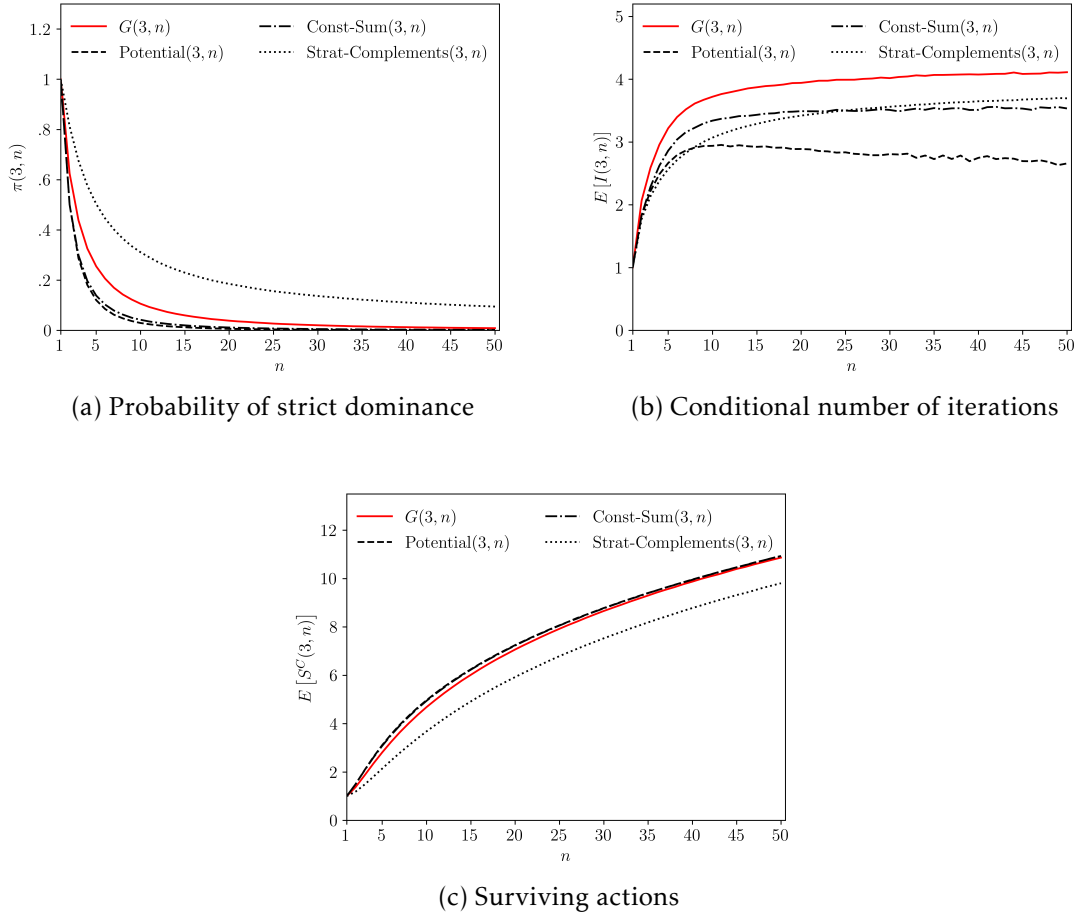 G(3, n)
Potential(3, n)
Const-Sum(3, n)
Strat-Complements(3, n)
1.2
1
.8
.6
.4
.2
0
π(3, n)
1 5 10 15 20 25 30 35 40 45 50
n
(a) Probability of strict dominance
G(3, n)
Potential(3, n)
Const-Sum(3, n)
Strat-Complements(3, n)
5
4
3
2
1
0
E [I(3, n)]
1 5 10 15 20 25 30 35 40 45 50
n
(b) Conditional number of iterations
G(3, n)
Potential(3, n)
Const-Sum(3, n)
Strat-Complements(3, n)
12
10
8
6
4
2
0
E [S^C(3, n)]
1 5 10 15 20 25 30 35 40 45 50
n
(c) Surviving actions